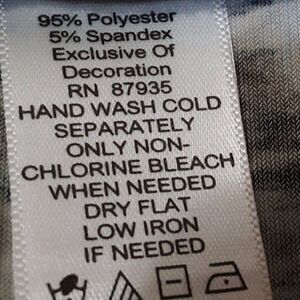 95% Polyester
5% Spandex
Exclusive Of
Decoration
RN 87935
HAND WASH COLD
SEPARATELY
ONLY NON-
CHLORINE BLEACH
WHEN NEEDED
DRY FLAT
LOW IRON
IF NEEDED